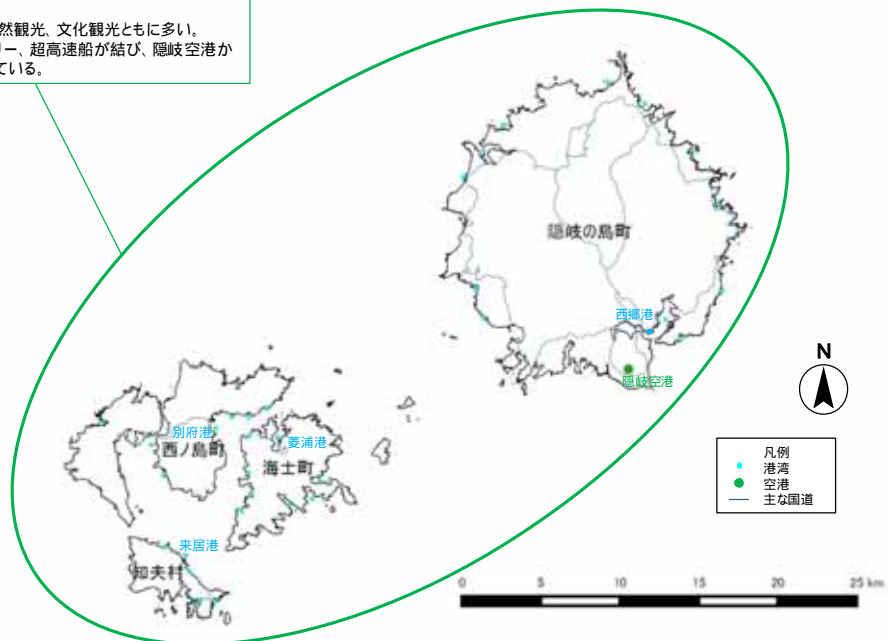 然観光、文化観光ともに多い。
リー、超高速船が結び、隠岐空港か
ている。
隠岐の島町
西郷港
隠岐空港
N
別府港
菱浦港
西ノ島町
海士町
凡例
港湾
空港
主な国道
来居港
知夫村
0 5 10 15 20 25 km